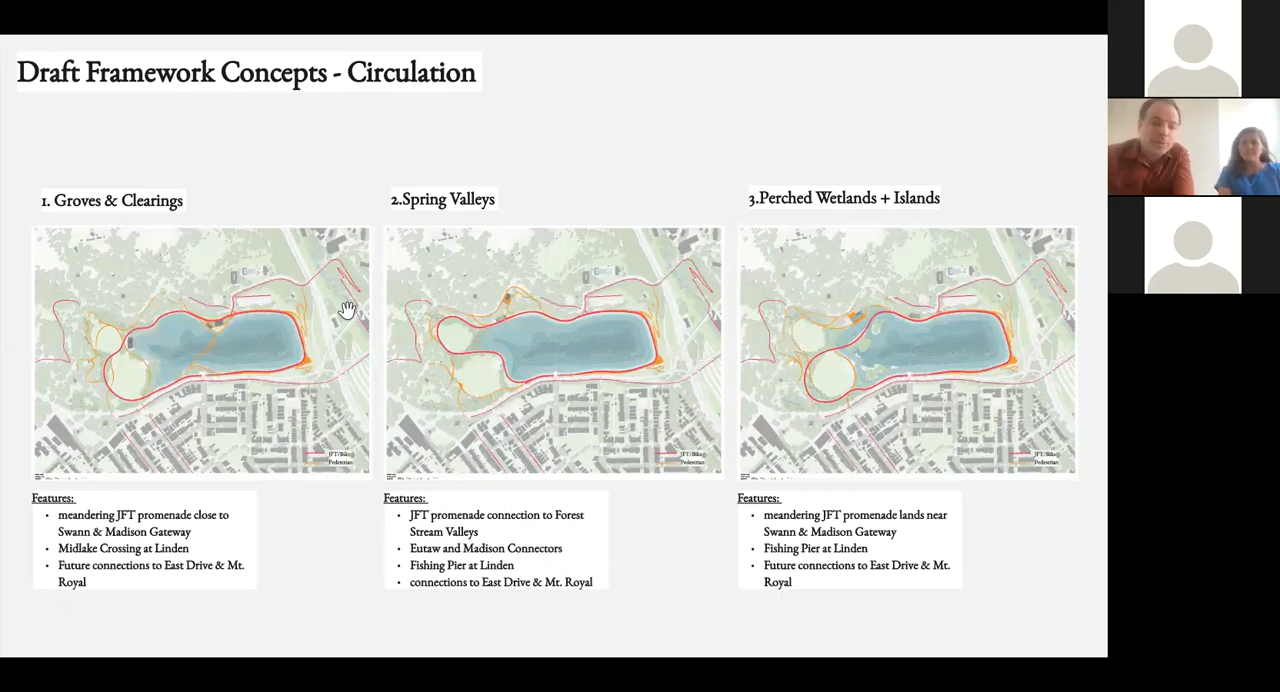 Draft Framework Concepts - Circulation
1. Groves & Clearings
2.Spring Valleys
3.Perched Wetlands + Islands
JFT/Bike
Pedestrian
JFT/Bike
Pedestrian
JFT/Bike
Pedestrian
Features:
• meandering JFT promenade close to
Swann & Madison Gateway
• Midlake Crossing at Linden
• Future connections to East Drive & Mt.
Royal
Features:
• JFT promenade connection to Forest
Stream Valleys
• Eutaw and Madison Connectors
• Fishing Pier at Linden
• connections to East Drive & Mt. Royal
Features:
• meandering JFT promenade lands near
Swann & Madison Gateway
• Fishing Pier at Linden
• Future connections to East Drive & Mt.
Royal